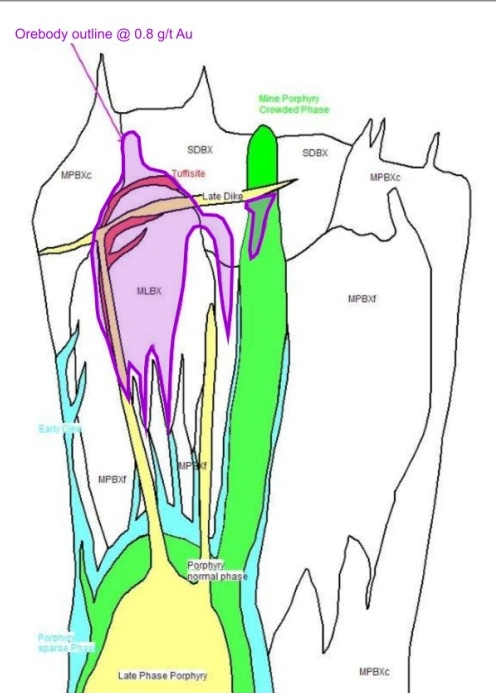 Orebody outline @ 0.8 g/t Au
Mine Porphyry
Crowded Phase
SDBX
SDBX
MPBXc
Tuffisite
MPBXc
Late Dike
MLBX
MPBXf
Early Dike
MPBXf
MPBXf
Porphyry
normal phase
Porphyry
sparse Phase
Late Phase Porphyry
MPBXc